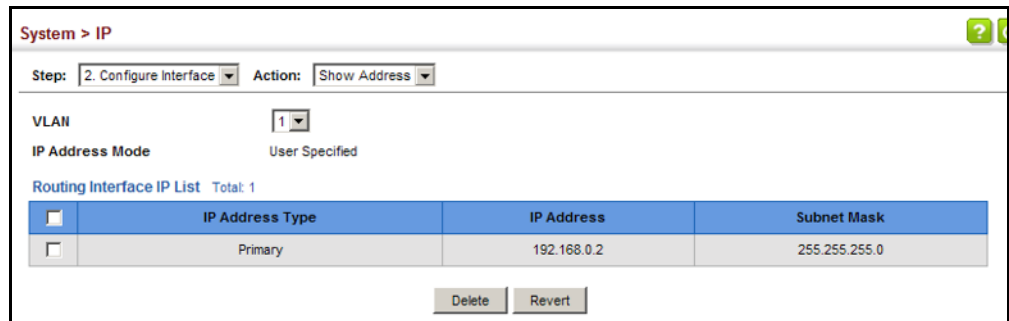 System > IP
?
Step: 2. Configure Interface Action: Show Address
VLAN 1
IP Address Mode User Specified
Routing Interface IP List Total: 1
IP Address Type IP Address Subnet Mask
Primary 192.168.0.2 255.255.255.0
Delete Revert